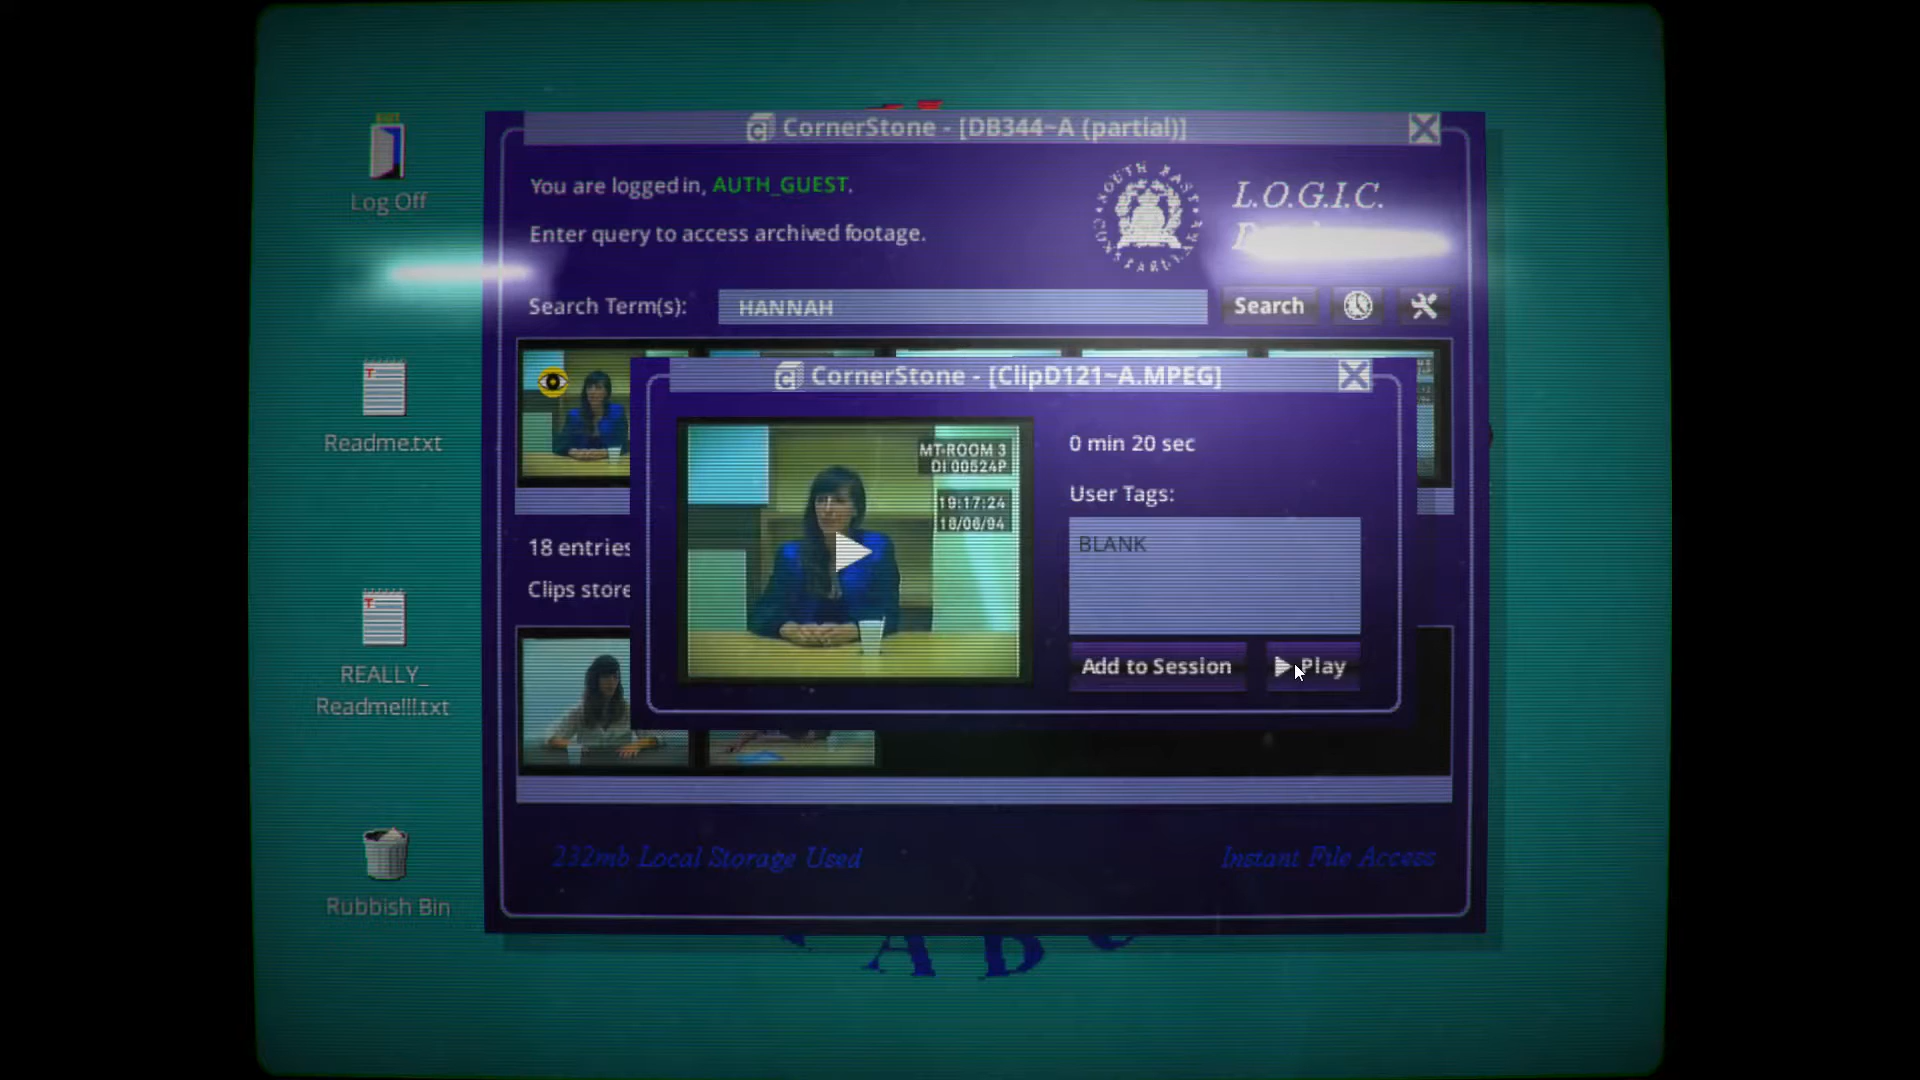 CornerStone - [DB344~A (partial)]
You are logged in, AUTH_GUEST.
Enter query to access archived footage.
SOUTH EAST
L.O.G.I.C.
Search Term(s):
HANNAH
Search
Log Off
Readme.txt
REALLY_
Readme!!!.txt
Rubbish Bin
CornerStone - [ClipD121~A.MPEG]
MT-ROOM 3
DI 00624P
19:17:24
18/06/94
0 min 20 sec
User Tags:
BLANK
Add to Session
Play
18 entries
Clips store
232mb Local Storage Used
Instant File Access
A B